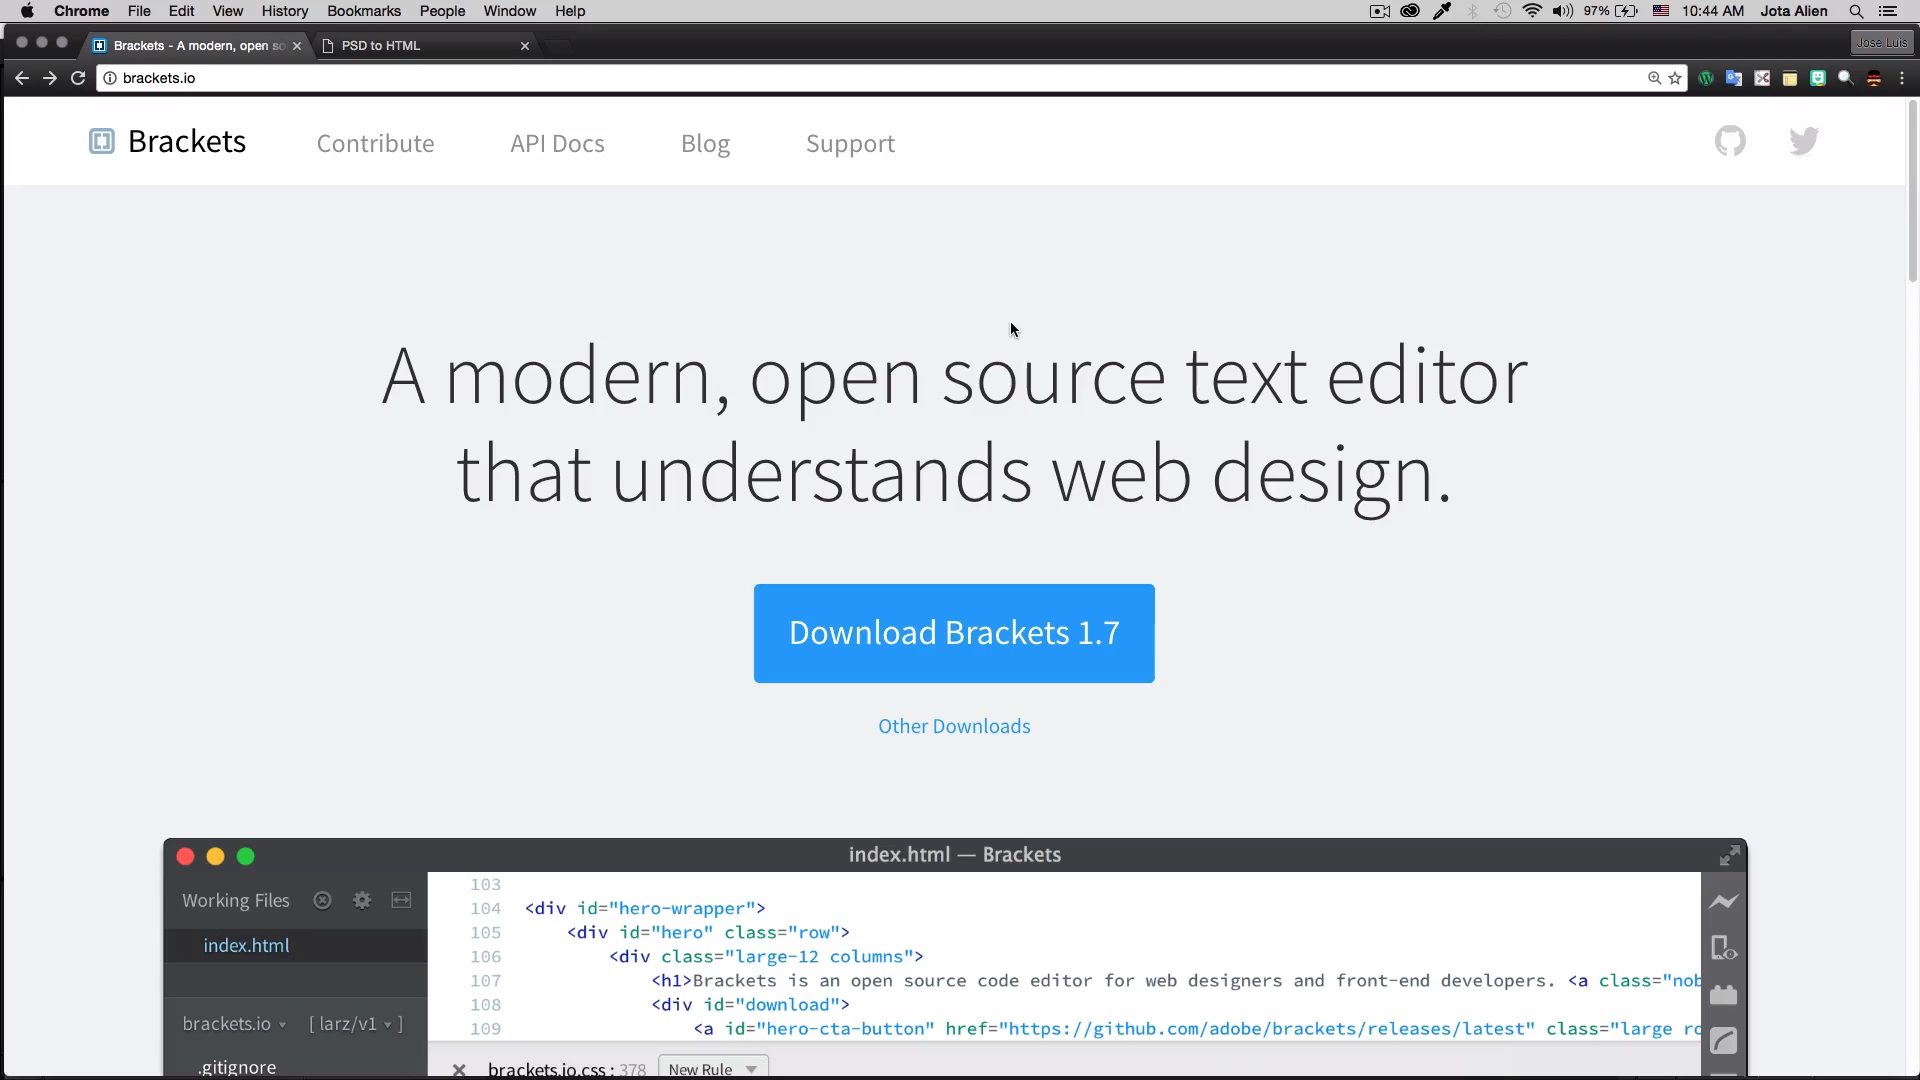 Chrome File Edit View History Bookmarks People Window Help 97% 10:44 AM Jota Alien
Brackets - A modern, open so PSD to HTML Jose Luis
brackets.io
Brackets Contribute API Docs Blog Support
A modern, open source text editor
that understands web design.
Download Brackets 1.7
Other Downloads
index.html — Brackets
Working Files
index.html
brackets.io [ larz/v1 ]
.gitignore
103
104 <div id="hero-wrapper">
105 <div id="hero" class="row">
106 <div class="large-12 columns">
107 <h1>Brackets is an open source code editor for web designers and front-end developers. <a class="nob
108 <div id="download">
109 <a id="hero-cta-button" href="https://github.com/adobe/brackets/releases/latest" class="large ro
brackets.io.css : 378 New Rule